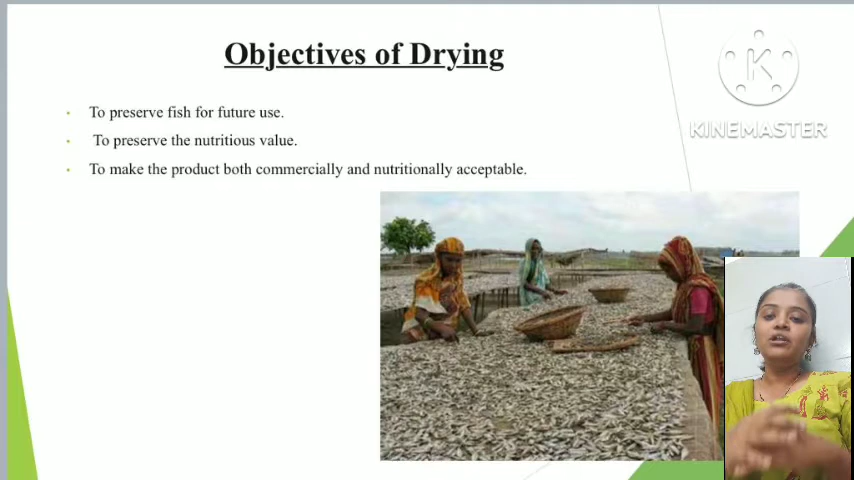 Objectives of Drying
To preserve fish for future use.
To preserve the nutritious value.
To make the product both commercially and nutritionally acceptable.
KINEMASTER